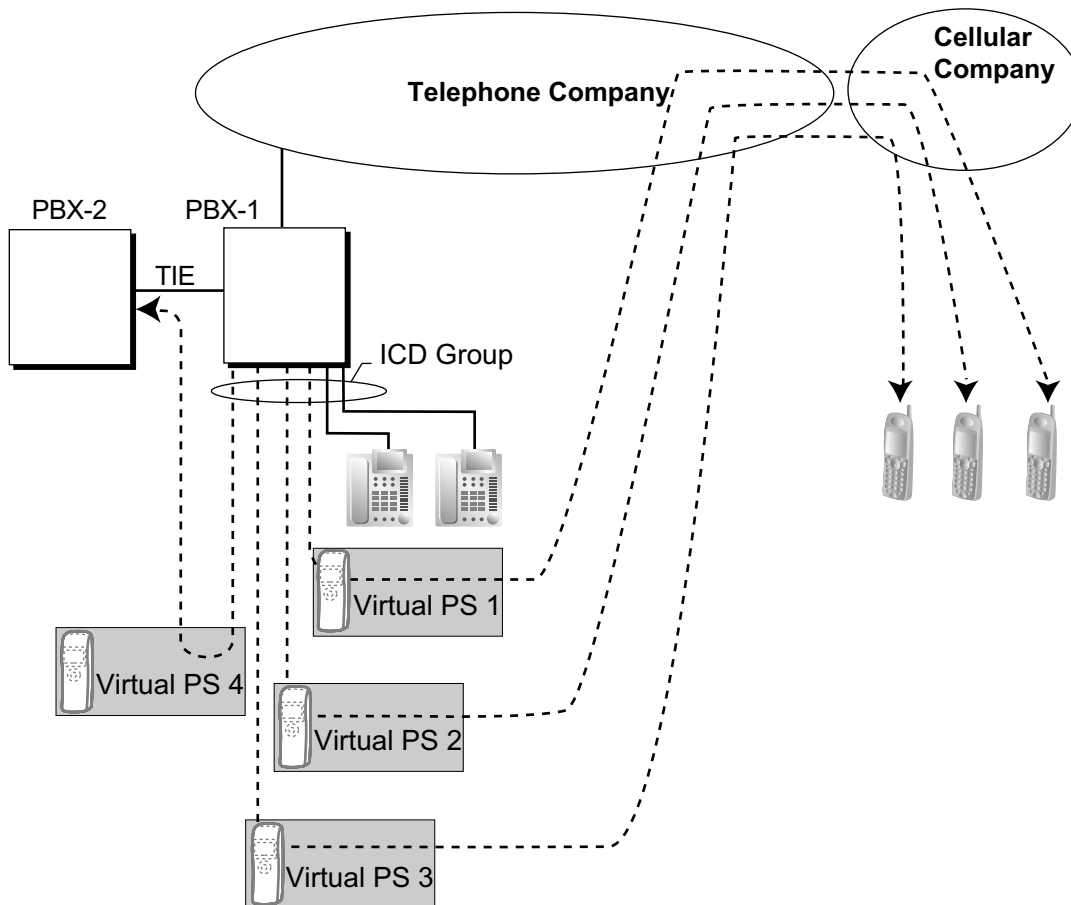 Cellular
Company
Telephone Company
PBX-2
PBX-1
TIE
ICD Group
Virtual PS 1
Virtual PS 4
Virtual PS 2
Virtual PS 3